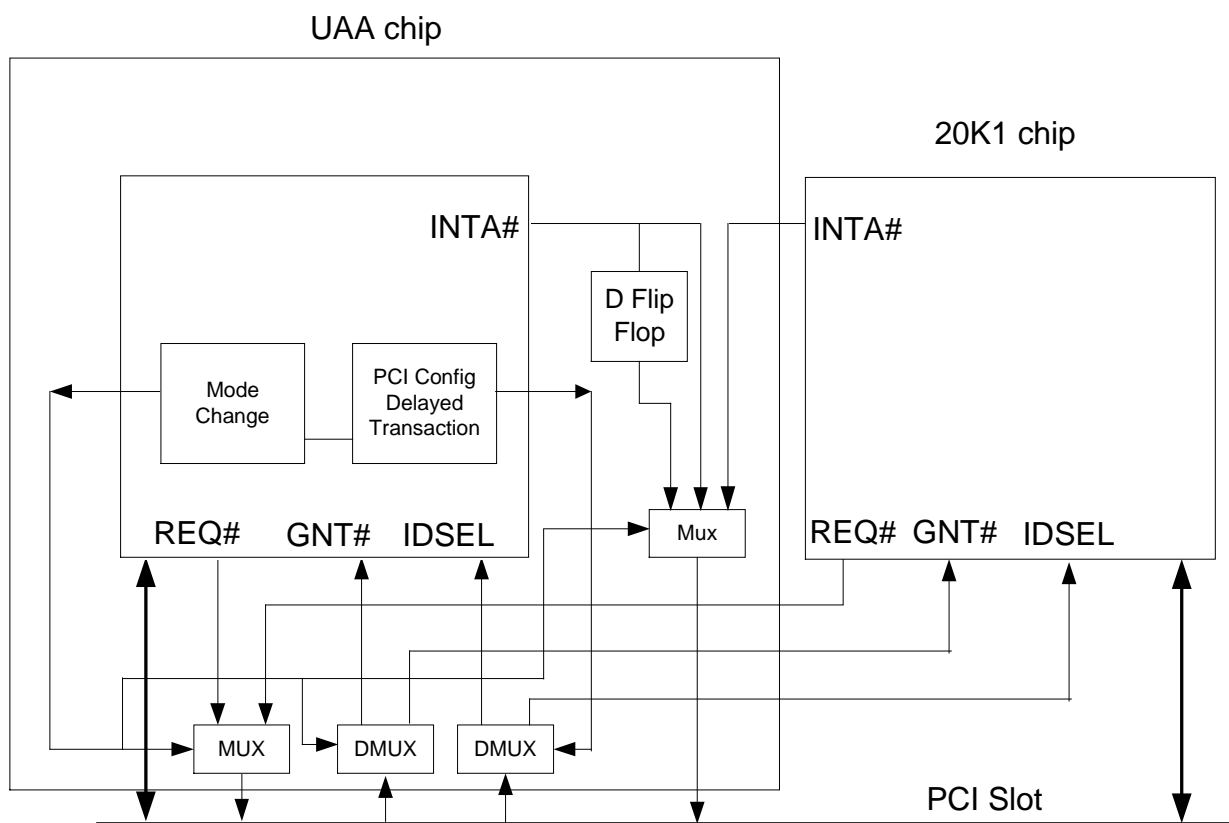 UAA chip
20K1 chip
INTA#
INTA#
D Flip
Flop
Mode
Change
PCI Config
Delayed
Transaction
Mux
REQ#
GNT#
IDSEL
REQ#
GNT#
IDSEL
MUX
DMUX
DMUX
PCI Slot